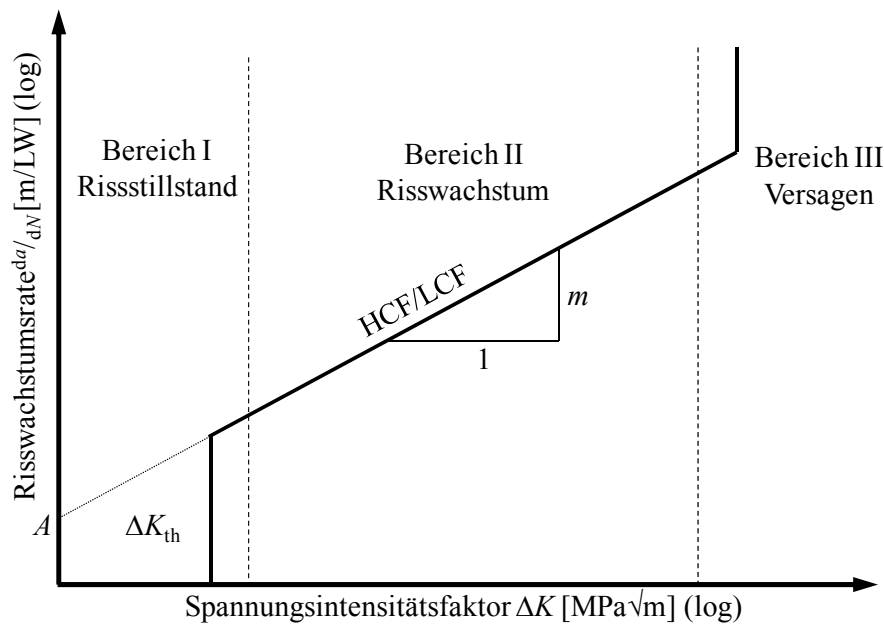 Risswachstumsrate da/dN [m/LW] (log)
Bereich I
Rissstillstand
Bereich II
Risswachstum
Bereich III
Versagen
HCF/LCF
m
1
A
ΔKth
Spannungsintensitätsfaktor ΔK [MPa√m] (log)